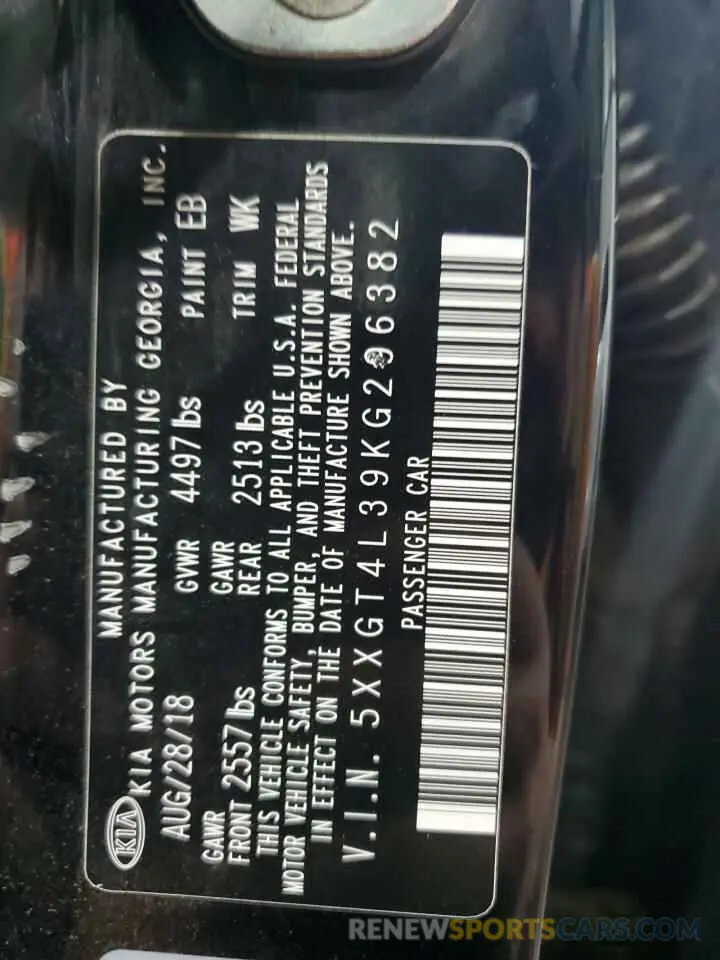 MANUFACTURED BY
KIA KIA MOTORS MANUFACTURING GEORGIA, INC.
AUG/28/18 GVWR 4497 lbs PAINT EB
GAWR GAWR
FRONT 2557 lbs REAR 2513 lbs TRIM WK
THIS VEHICLE CONFORMS TO ALL APPLICABLE U.S.A. FEDERAL
MOTOR VEHICLE SAFETY, BUMPER, AND THEFT PREVENTION STANDARDS
IN EFFECT ON THE DATE OF MANUFACTURE SHOWN ABOVE.
V.I.N. 5XXGT4L39KG296382
PASSENGER CAR
RENEWSPORTSCARS.COM